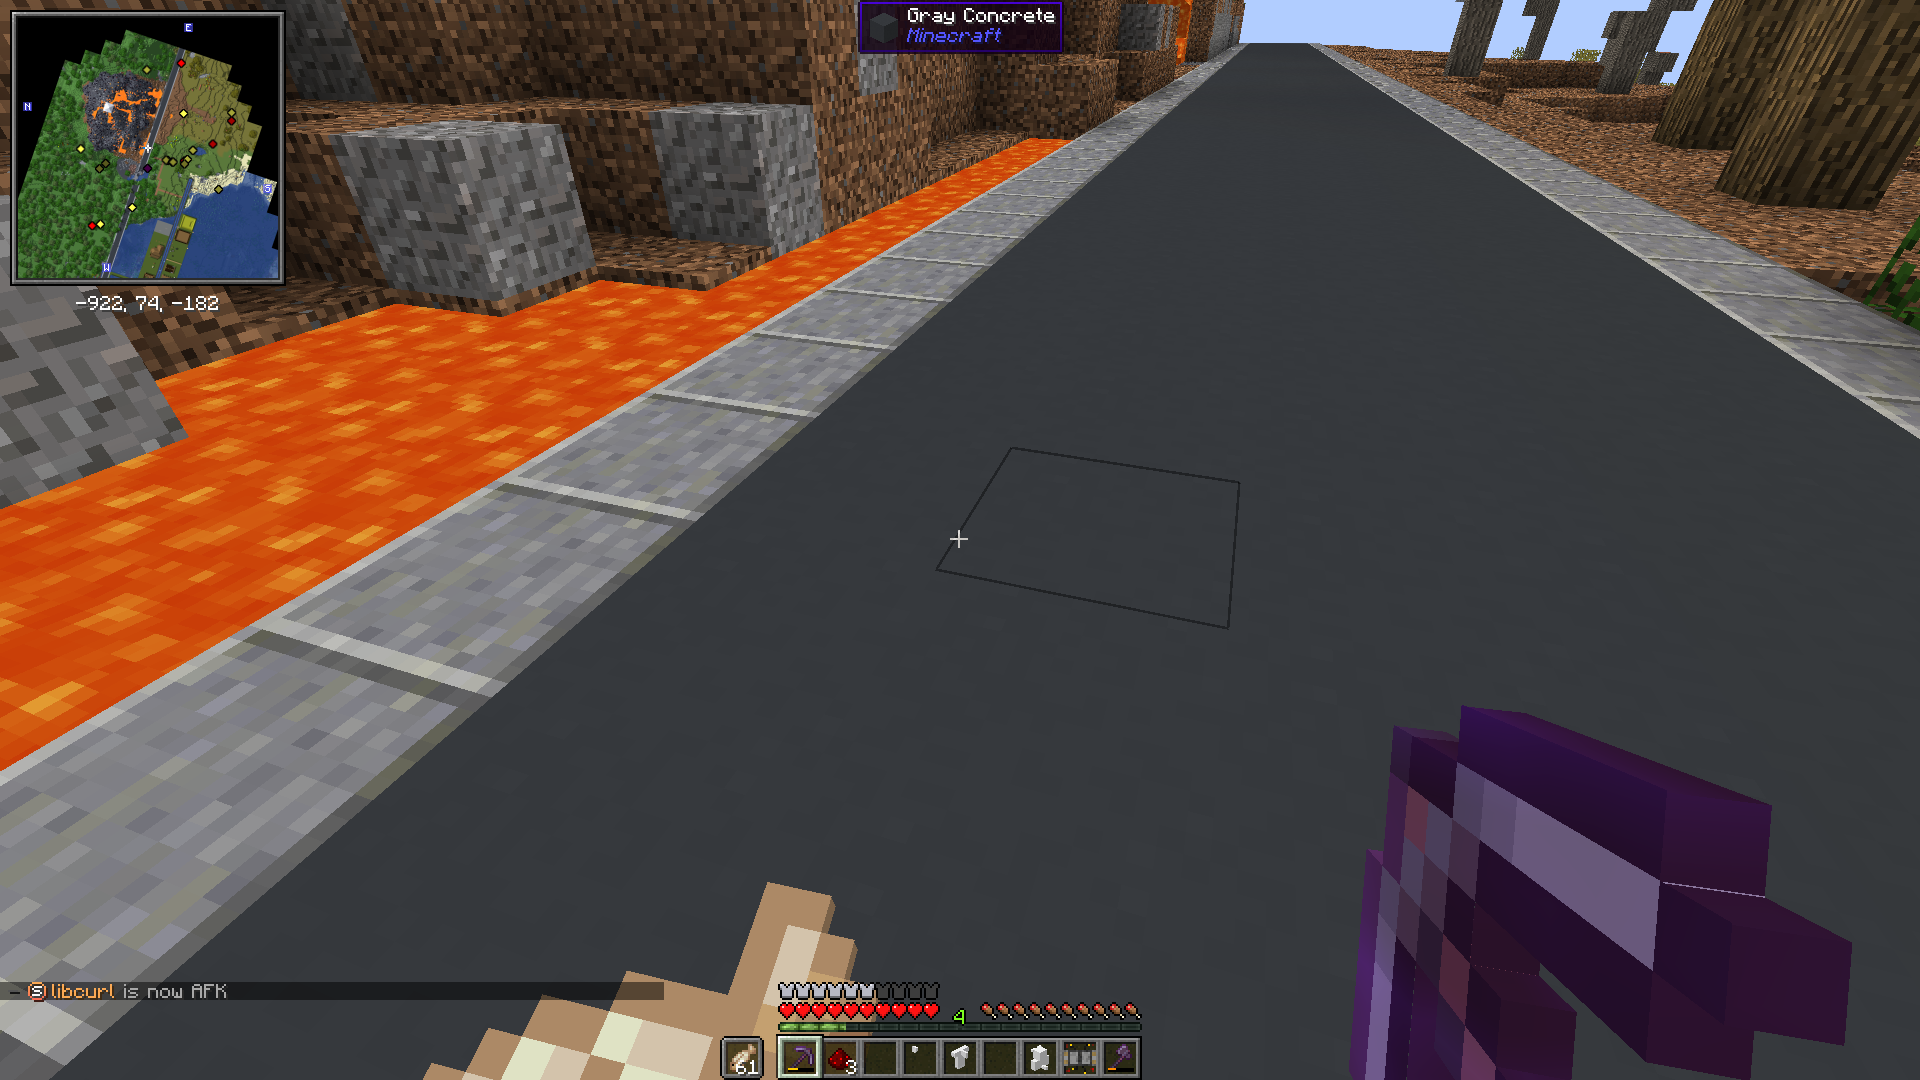 Gray Concrete
Minecraft
E
N
S
W
-922, 74, -182
- S libcurl is now AFK
4
61
3